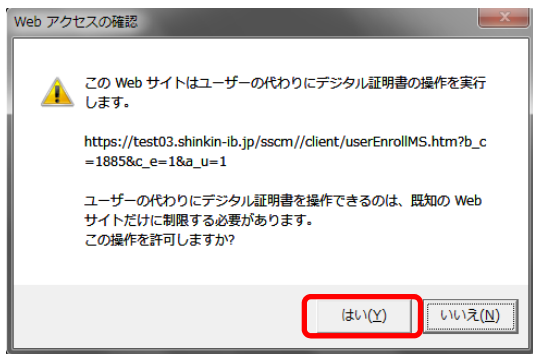 Web アクセスの確認
この Web サイトはユーザーの代わりにデジタル証明書の操作を実行
します。
https://test03.shinkin-ib.jp/sscm//client/userEnrollMS.htm?b_c
=1885&c_e=1&a_u=1
ユーザーの代わりにデジタル証明書を操作できるのは、既知の Web
サイトだけに制限する必要があります。
この操作を許可しますか?
はい(Y)
いいえ(N)